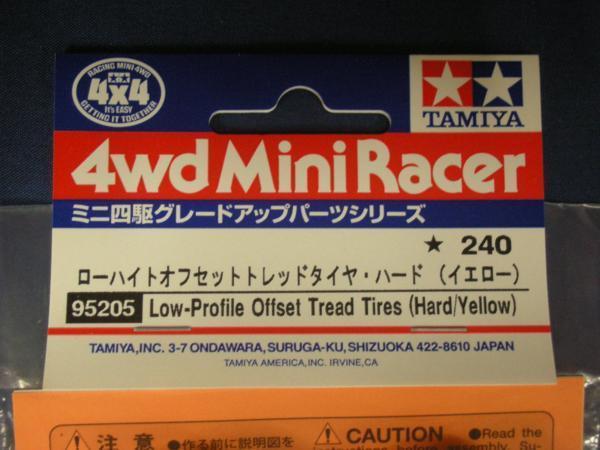 RACING MINI 4WD
4x4
It's EASY
GETTING IT TOGETHER
TAMIYA
4wd Mini Racer
ミニ四駆グレードアップパーツシリーズ
★ 240
ローハイトオフセットトレッドタイヤ・ハード (イエロー)
95205 Low-Profile Offset Tread Tires (Hard/Yellow)
TAMIYA,INC. 3-7 ONDAWARA, SURUGA-KU, SHIZUOKA 422-8610 JAPAN
TAMIYA AMERICA,INC. IRVINE,CA
注意 ●作る前に説明図を
CAUTION ●Read the
instructions before assembly. Su-